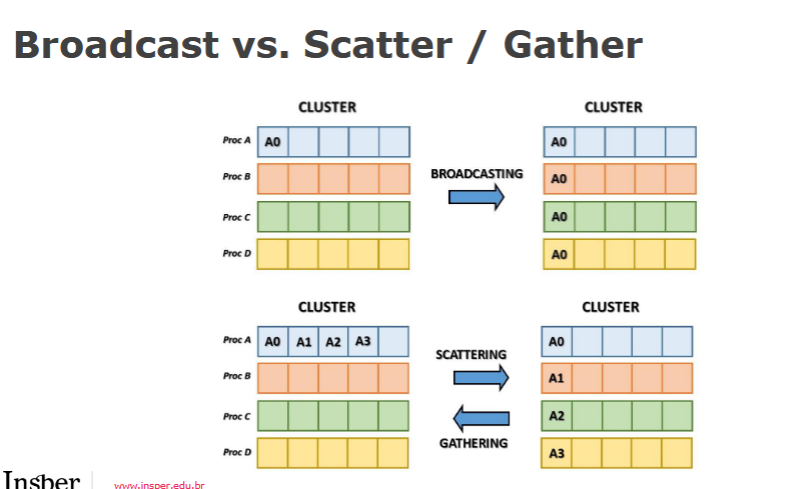 Broadcast vs. Scatter / Gather
CLUSTER
CLUSTER
Proc A A0
A0
Proc B
BROADCASTING
A0
Proc C
A0
Proc D
A0
CLUSTER
CLUSTER
Proc A A0 A1 A2 A3
A0
SCATTERING
Proc B
A1
Proc C
A2
GATHERING
Proc D
A3
Insper
www.insper.edu.br